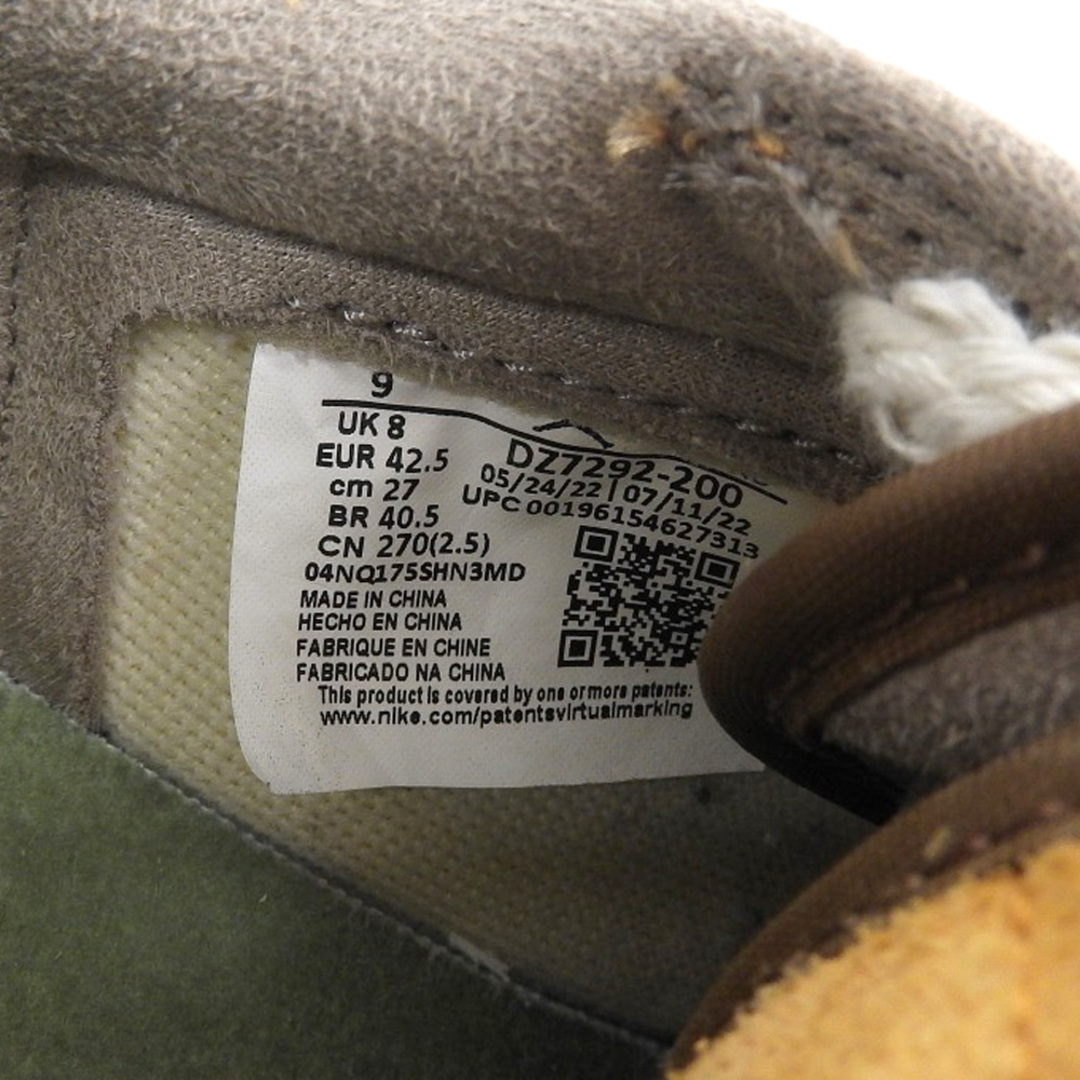 9
UK 8
EUR 42.5
cm 27
BR 40.5
CN 270(2.5)
04NQ175SHN3MD
MADE IN CHINA
HECHO EN CHINA
FABRIQUE EN CHINE
FABRICADO NA CHINA
DZ7292-200
05/24/22 | 07/11/22
UPC 00196154627313
This product is covered by one or more patents:
www.nike.com/patentsvirtualmarking